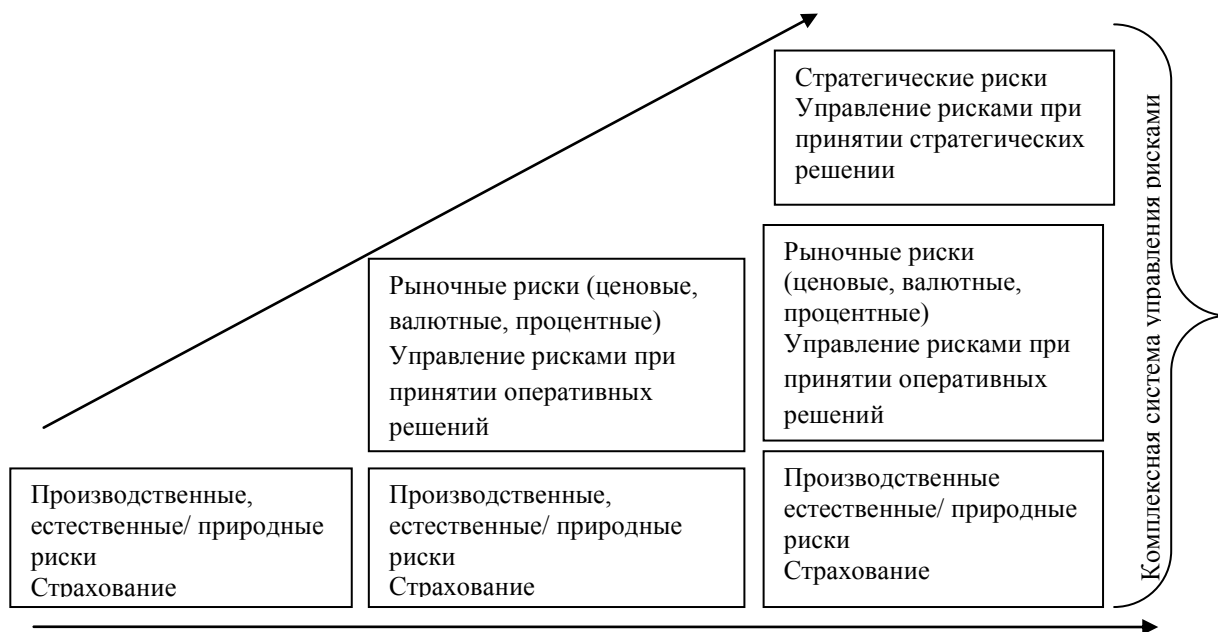 Стратегические риски
Управление рисками при
принятии стратегических
решении
Рыночные риски (ценовые,
валютные, процентные)
Управление рисками при
принятии оперативных
решений
Рыночные риски
(ценовые, валютные,
процентные)
Управление рисками при
принятии оперативных
решений
Производственные,
естественные/ природные
риски
Страхование
Производственные,
естественные/ природные
риски
Страхование
Производственные
естественные/ природные
риски
Страхование
Комплексная система управления рисками